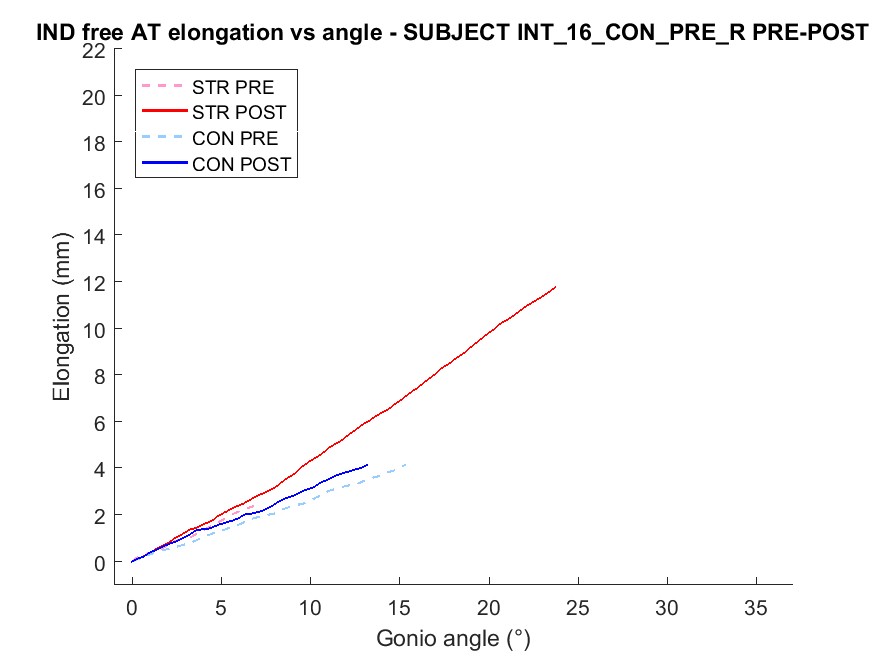 IND free AT elongation vs angle - SUBJECT INT_16_CON_PRE_R PRE-POST
22
20
18
16
14
12
10
8
6
4
2
0
STR PRE
STR POST
CON PRE
CON POST
Elongation (mm)
0 5 10 15 20 25 30 35
Gonio angle (°)